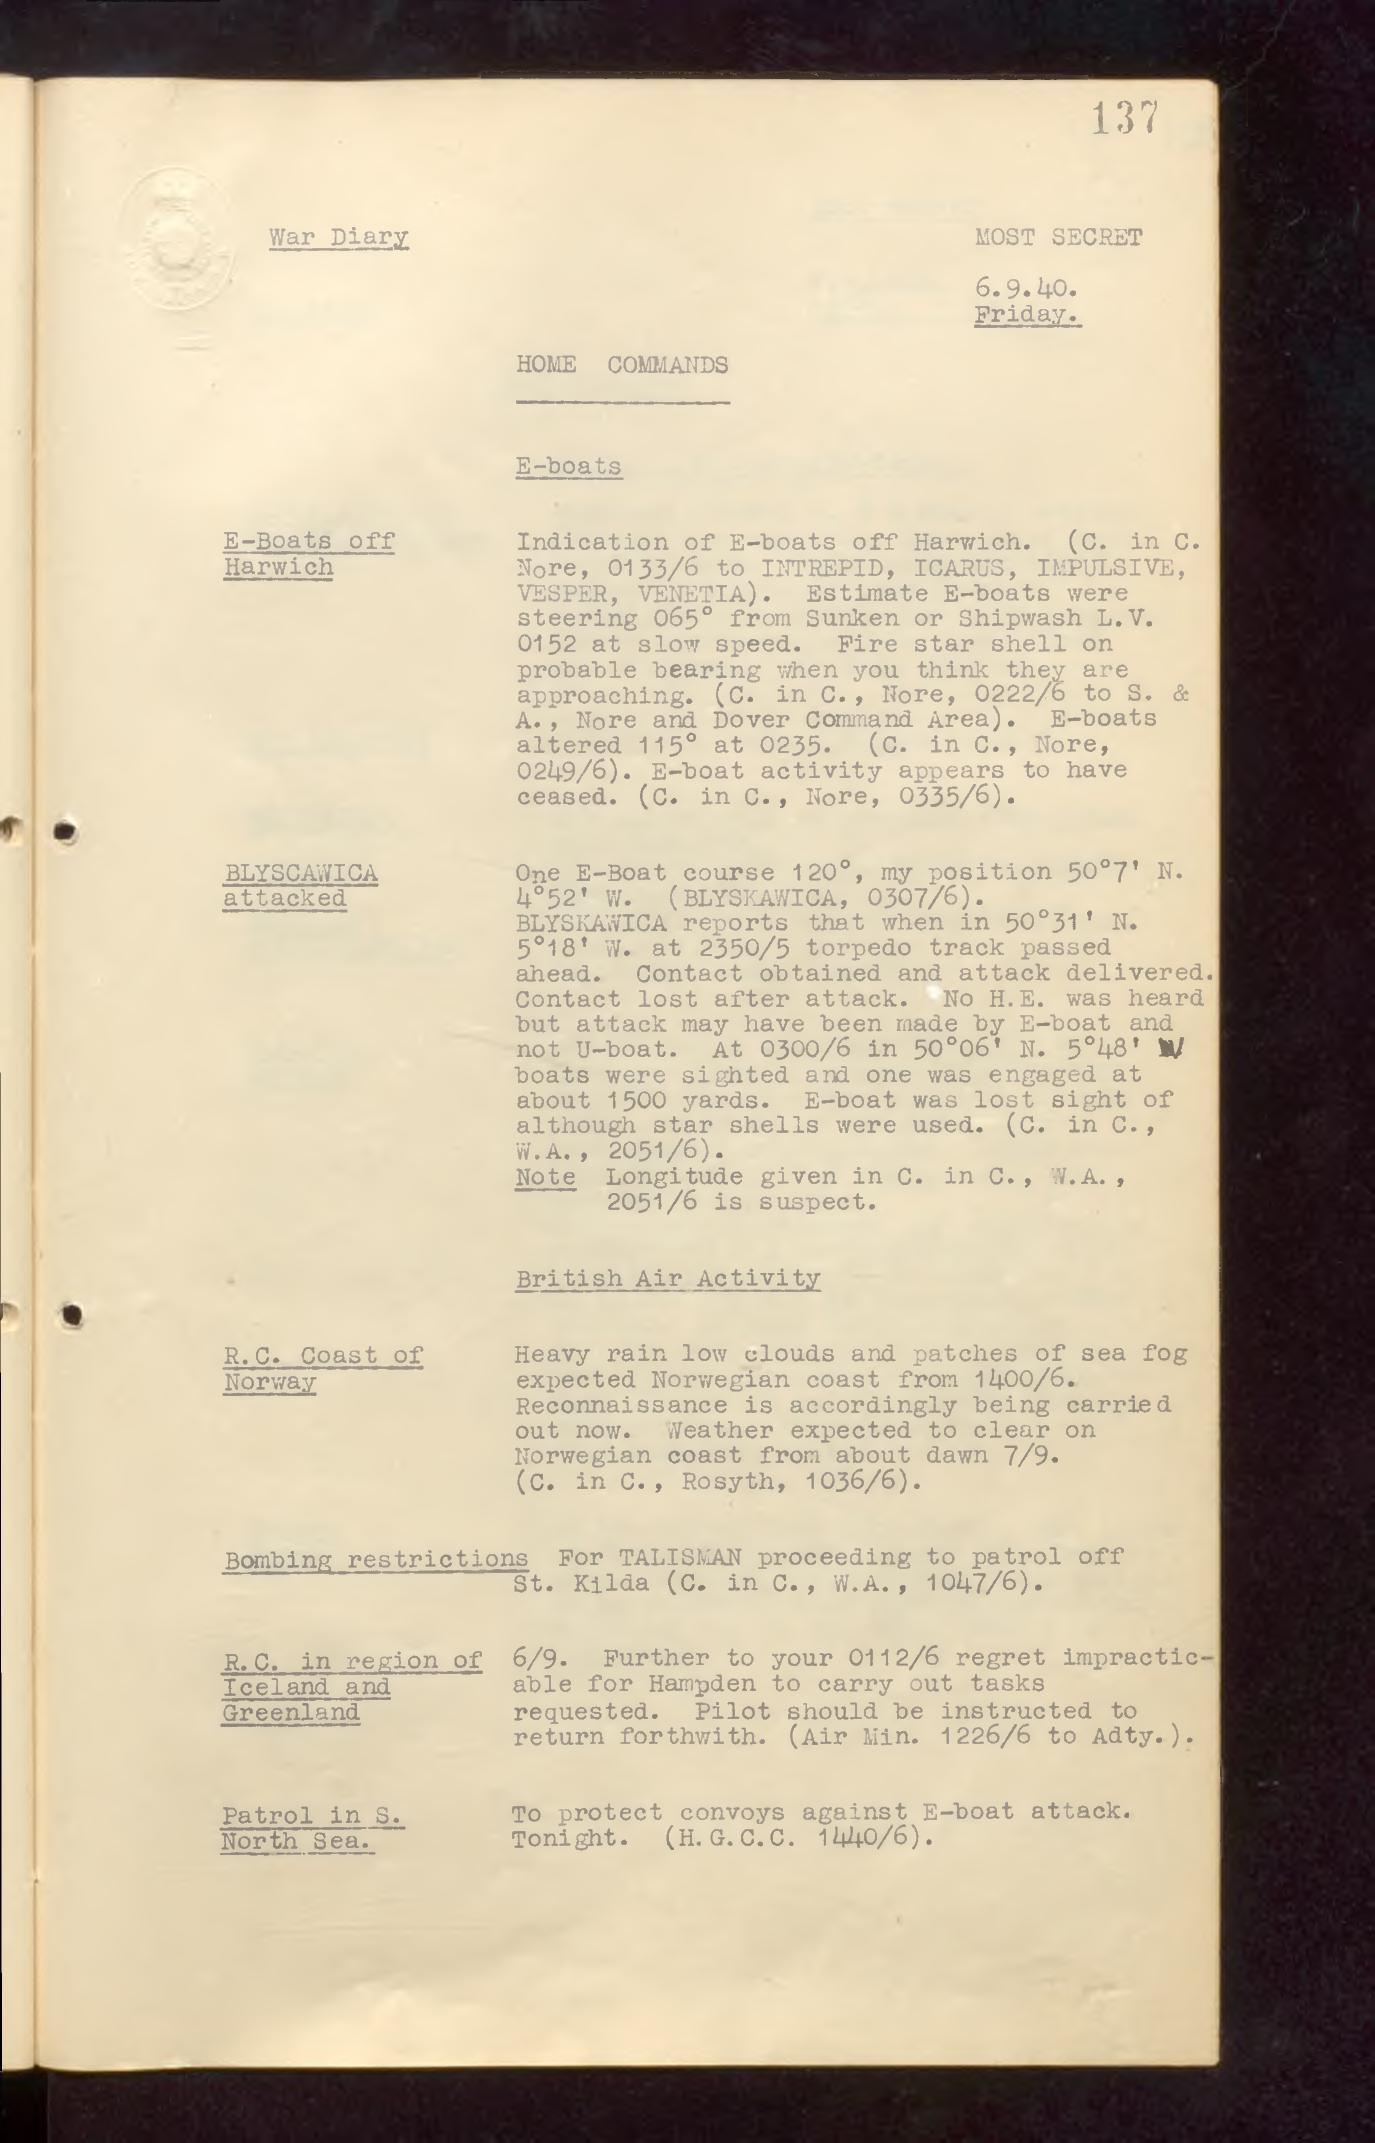 137
War Diary
MOST SECRET
6.9.40.
Friday.
HOME COMMANDS
E-boats
E-Boats off
Harwich
Indication of E-boats off Harwich. (C. in C.
Nore, 0133/6 to INTREPID, ICARUS, IMPULSIVE,
VESPER, VENETIA). Estimate E-boats were
steering 065° from Sunken or Shipwash L.V.
0152 at slow speed. Fire star shell on
probable bearing when you think they are
approaching. (C. in C., Nore, 0222/6 to S. &
A., Nore and Dover Command Area). E-boats
altered 115° at 0235. (C. in C., Nore,
0249/6). E-boat activity appears to have
ceased. (C. in C., Nore, 0335/6).
BLYSCAWICA
attacked
One E-Boat course 120°, my position 50°7' N.
4°52' W. (BLYSKAWICA, 0307/6).
BLYSKAWICA reports that when in 50°31' N.
5°18' W. at 2350/5 torpedo track passed
ahead. Contact obtained and attack delivered.
Contact lost after attack. No H.E. was heard
but attack may have been made by E-boat and
not U-boat. At 0300/6 in 50°06' N. 5°48' W
boats were sighted and one was engaged at
about 1500 yards. E-boat was lost sight of
although star shells were used. (C. in C.,
W.A., 2051/6).
Note Longitude given in C. in C., W.A.,
2051/6 is suspect.
British Air Activity
R.C. Coast of
Norway
Heavy rain low clouds and patches of sea fog
expected Norwegian coast from 1400/6.
Reconnaissance is accordingly being carried
out now. Weather expected to clear on
Norwegian coast from about dawn 7/9.
(C. in C., Rosyth, 1036/6).
Bombing restrictions For TALISMAN proceeding to patrol off
St. Kilda (C. in C., W.A., 1047/6).
R.C. in region of
Iceland and
Greenland
6/9. Further to your 0112/6 regret impractic-
able for Hampden to carry out tasks
requested. Pilot should be instructed to
return forthwith. (Air Min. 1226/6 to Adty.).
Patrol in S.
North Sea.
To protect convoys against E-boat attack.
Tonight. (H.G.C.C. 1440/6).